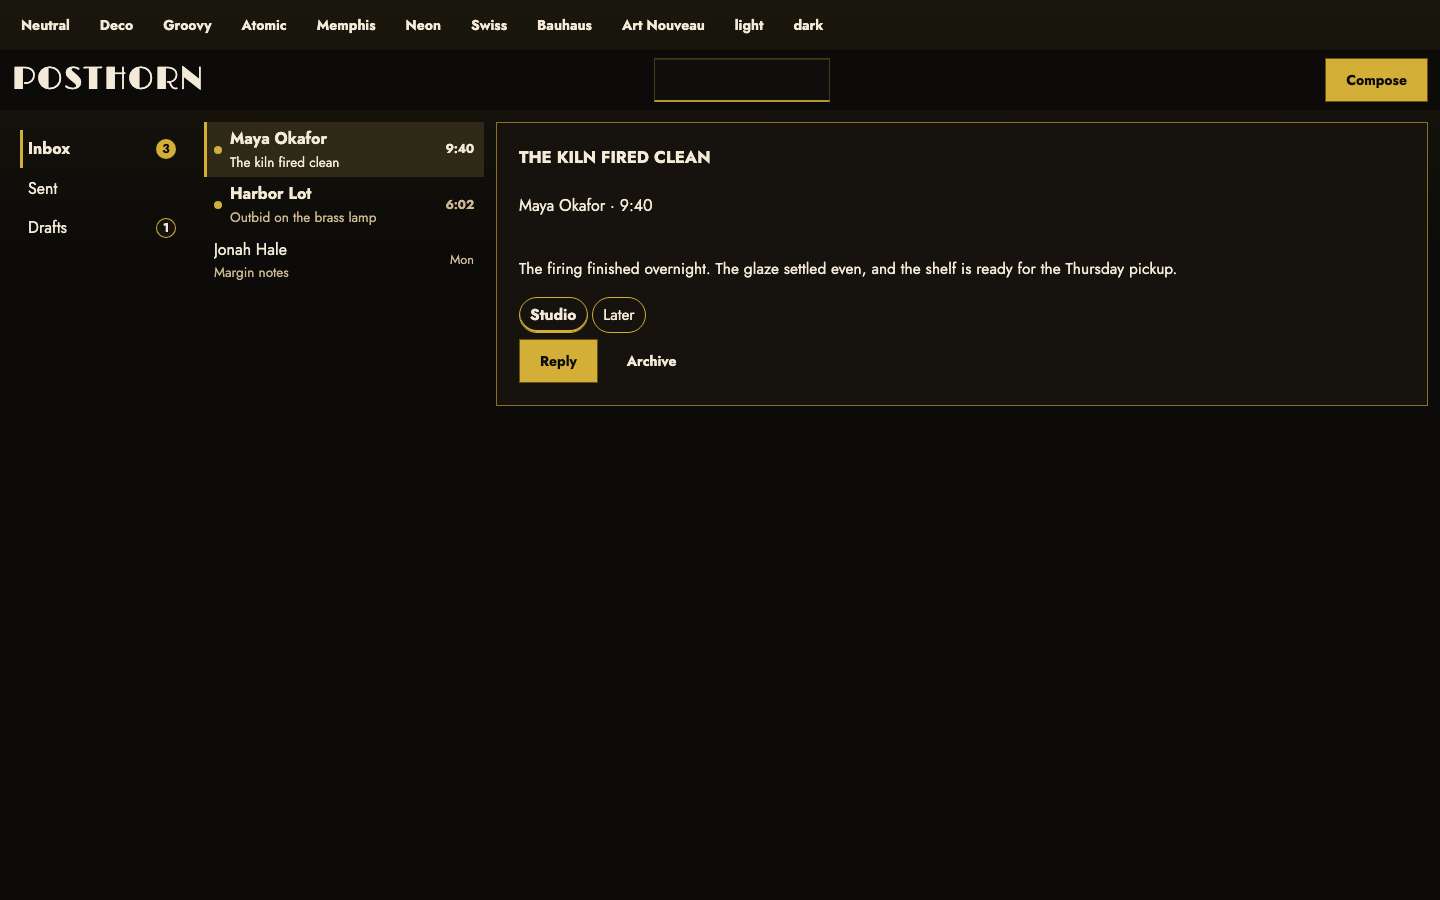 Neutral Deco Groovy Atomic Memphis Neon Swiss Bauhaus Art Nouveau light dark
POSTHORN
Compose
Inbox 3
Sent
Drafts 1
Maya Okafor 9:40
The kiln fired clean
Harbor Lot 6:02
Outbid on the brass lamp
Jonah Hale Mon
Margin notes
THE KILN FIRED CLEAN
Maya Okafor · 9:40
The firing finished overnight. The glaze settled even, and the shelf is ready for the Thursday pickup.
Studio Later
Reply Archive